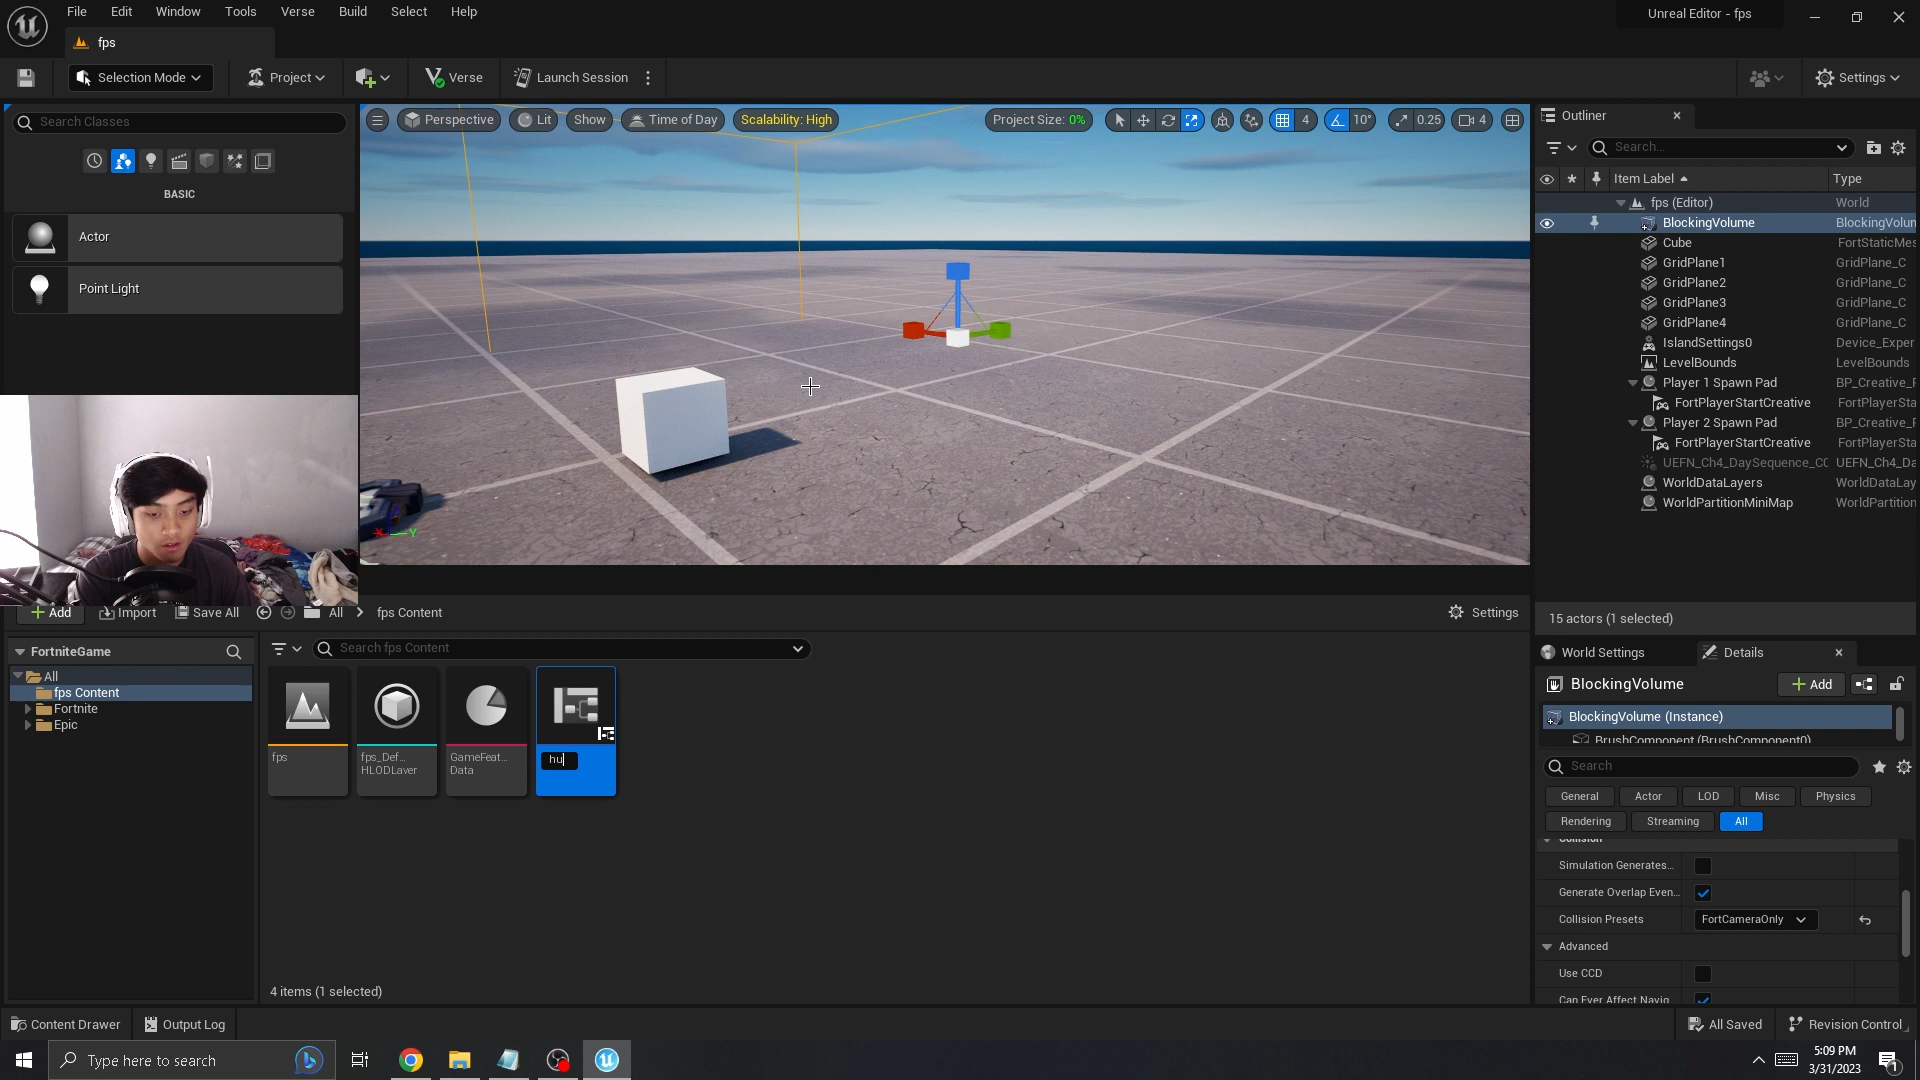 File Edit Window Tools Verse Build Select Help
Unreal Editor - fps
fps
Selection Mode Project Verse Launch Session Settings
Search Classes
BASIC
Actor
Point Light
Perspective Lit Show Time of Day Scalability: High Project Size: 0% 4 10° 0.25 4
X Y Z
Outliner
Search...
Item Label Type
fps (Editor) World
BlockingVolume BlockingVolun
Cube FortStaticMes
GridPlane1 GridPlane_C
GridPlane2 GridPlane_C
GridPlane3 GridPlane_C
GridPlane4 GridPlane_C
IslandSettings0 Device_Exper
LevelBounds LevelBounds
Player 1 Spawn Pad BP_Creative_F
FortPlayerStartCreative FortPlayerSta
Player 2 Spawn Pad BP_Creative_F
FortPlayerStartCreative FortPlayerSta
UEFN_Ch4_DaySequence_CC UEFN_Ch4_Da
WorldDataLayers WorldDataLay
WorldPartitionMiniMap WorldPartition
15 actors (1 selected)
World Settings Details
BlockingVolume Add
BlockingVolume (Instance)
BrushComponent (BrushComponent0)
Search
General Actor LOD Misc Physics
Rendering Streaming All
Collision
Simulation Generates...
Generate Overlap Even...
Collision Presets FortCameraOnly
Advanced
Use CCD
Can Ever Affect Navig
Add Import Save All All fps Content Settings
FortniteGame
All
fps Content
Fortnite
Epic
Search fps Content
fps
fps_Def...
HLODLayer
GameFeat...
Data
hu
4 items (1 selected)
Content Drawer Output Log All Saved Revision Control
Type here to search
5:09 PM
3/31/2023
1